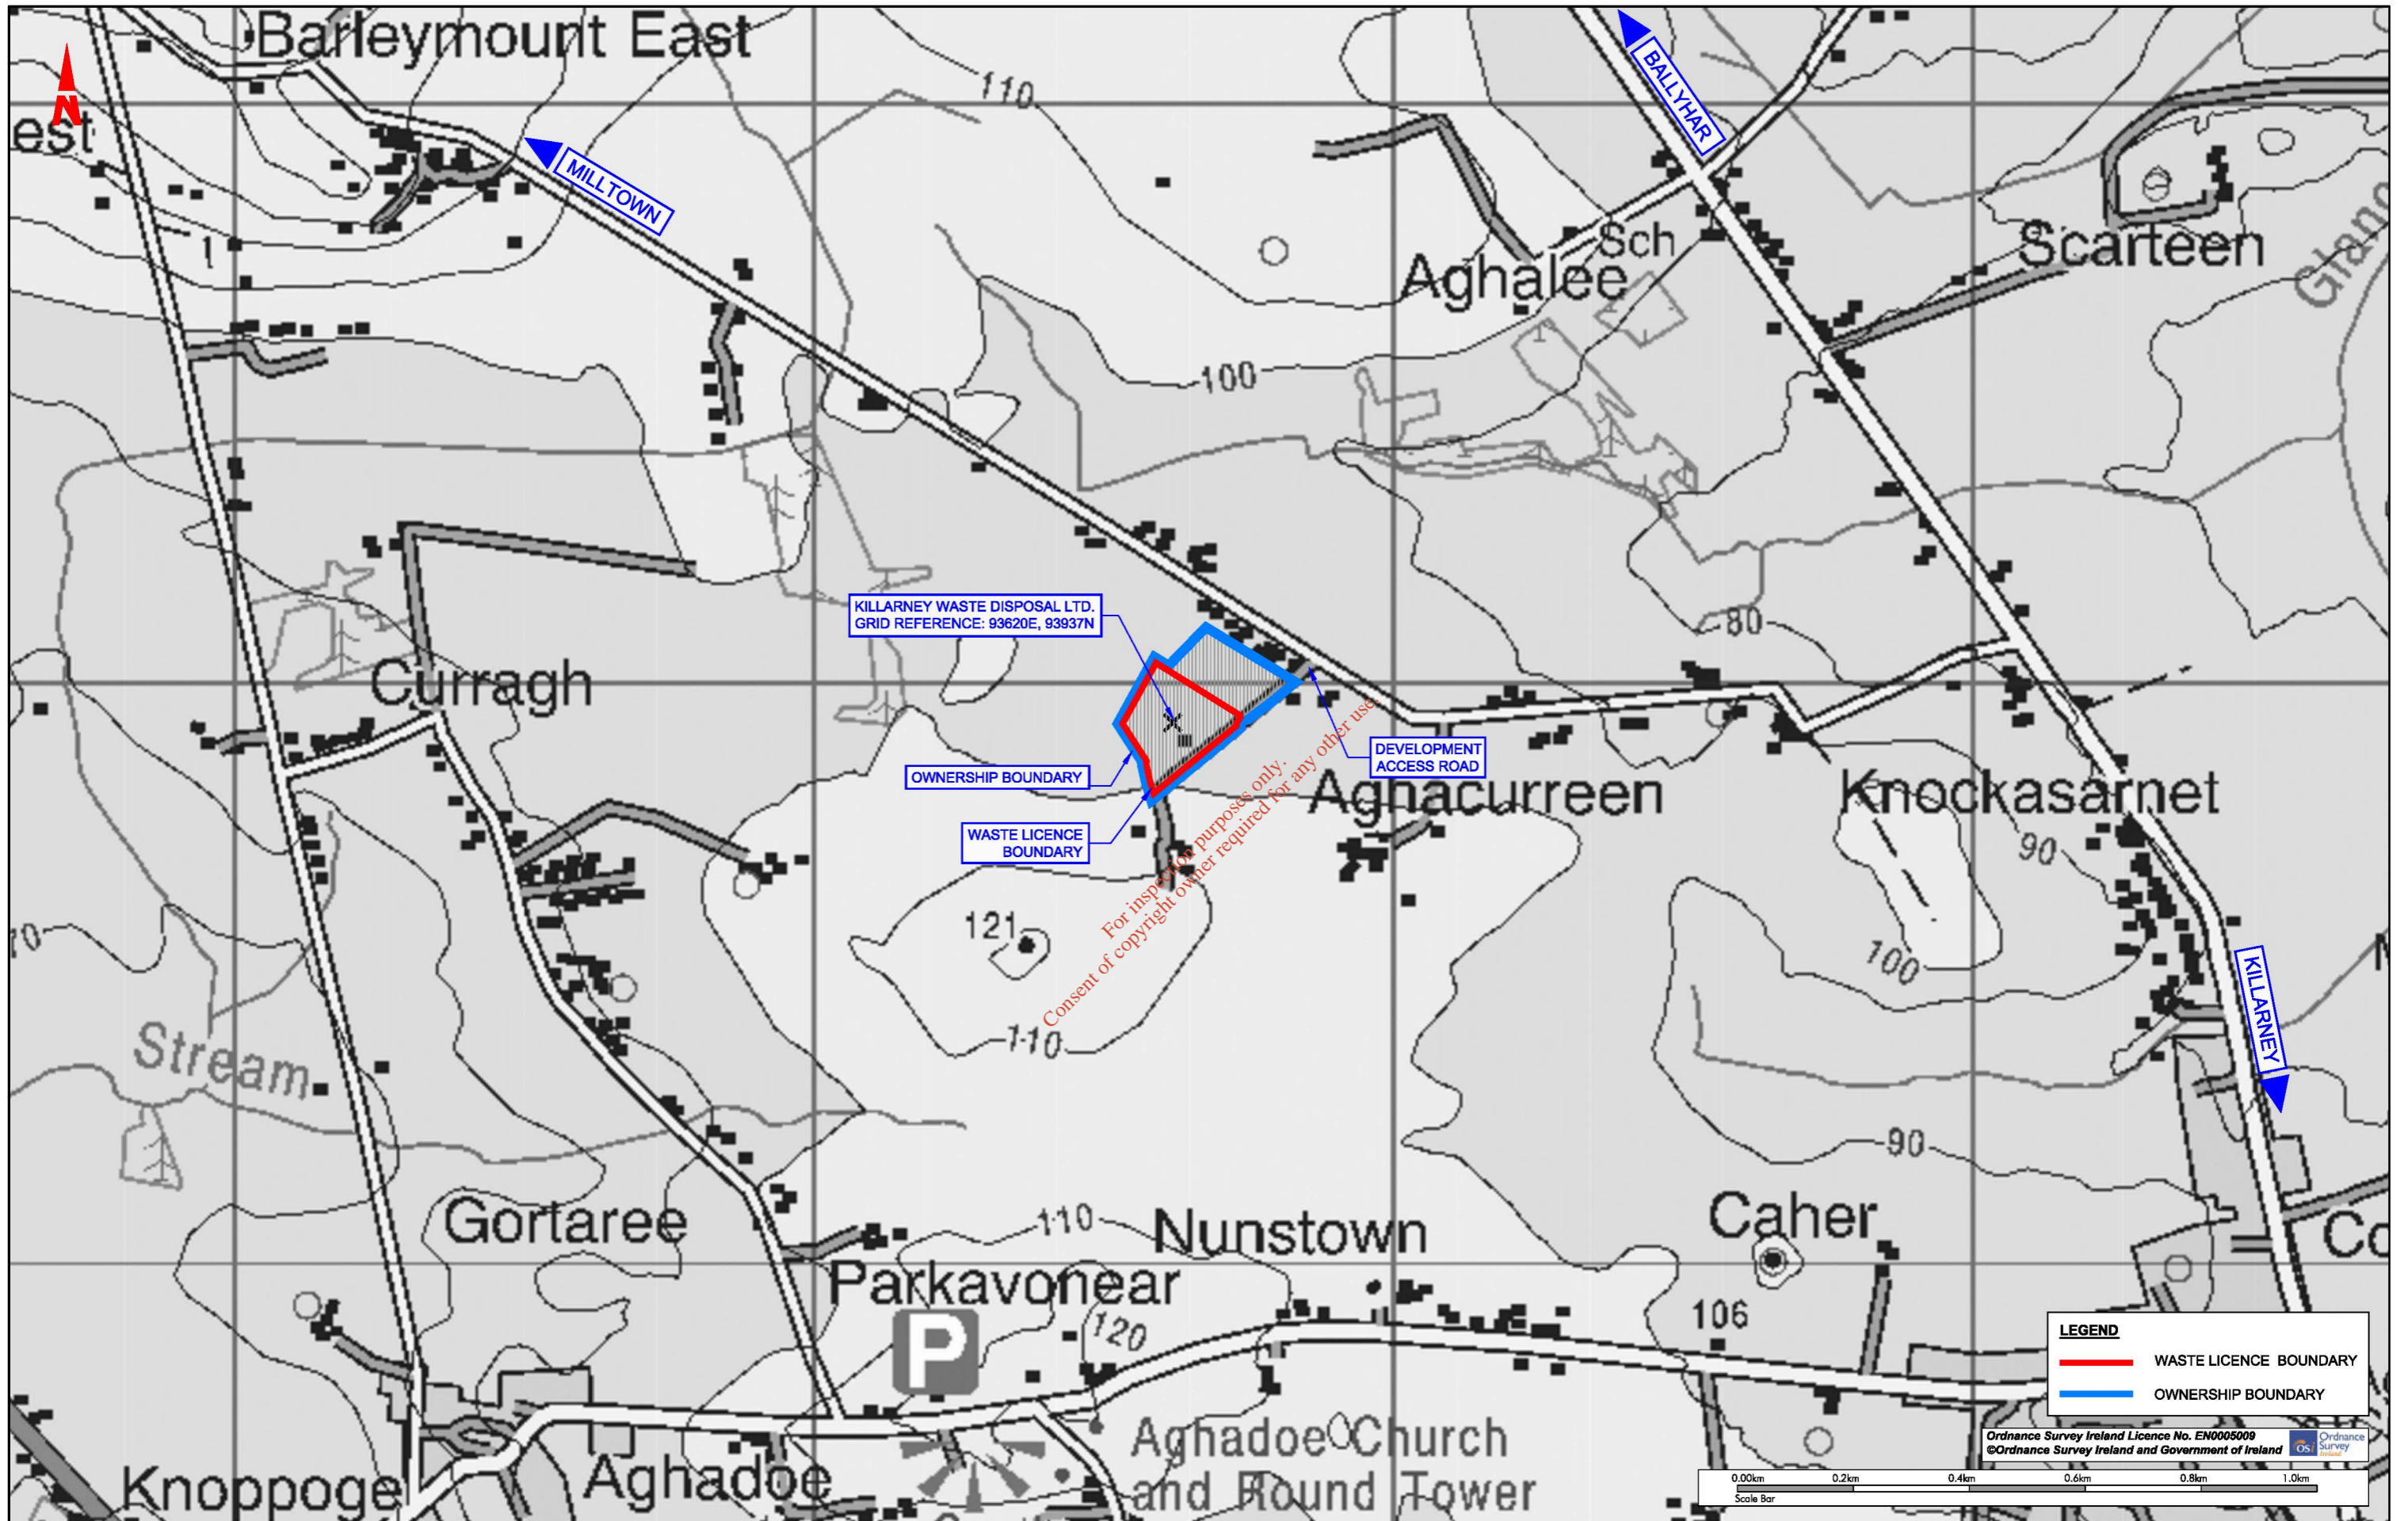 Barleymount East
N
est
110
BALLYHAR
MILLTOWN
1
Sch
Aghalee
Scarteen
100
KILLARNEY WASTE DISPOSAL LTD.
GRID REFERENCE: 93620E, 93937N
80
Curragh
OWNERSHIP BOUNDARY
DEVELOPMENT
ACCESS ROAD
Aghacurreen
Knockasarnet
WASTE LICENCE
BOUNDARY
90
For inspection purposes only.
Consent of copyright owner required for any other use.
121
100
KILLARNEY
110
Stream
90
Gortaree
110
Nunstown
Caher
Parkavonear
P
120
106
LEGEND
WASTE LICENCE BOUNDARY
OWNERSHIP BOUNDARY
Aghadoe Church
and Round Tower
Knoppoge
Aghadoe
Ordnance Survey Ireland Licence No. EN0005009
©Ordnance Survey Ireland and Government of Ireland
osi Ordnance
Survey
Ireland
0.00km 0.2km 0.4km 0.6km 0.8km 1.0km
Scale Bar